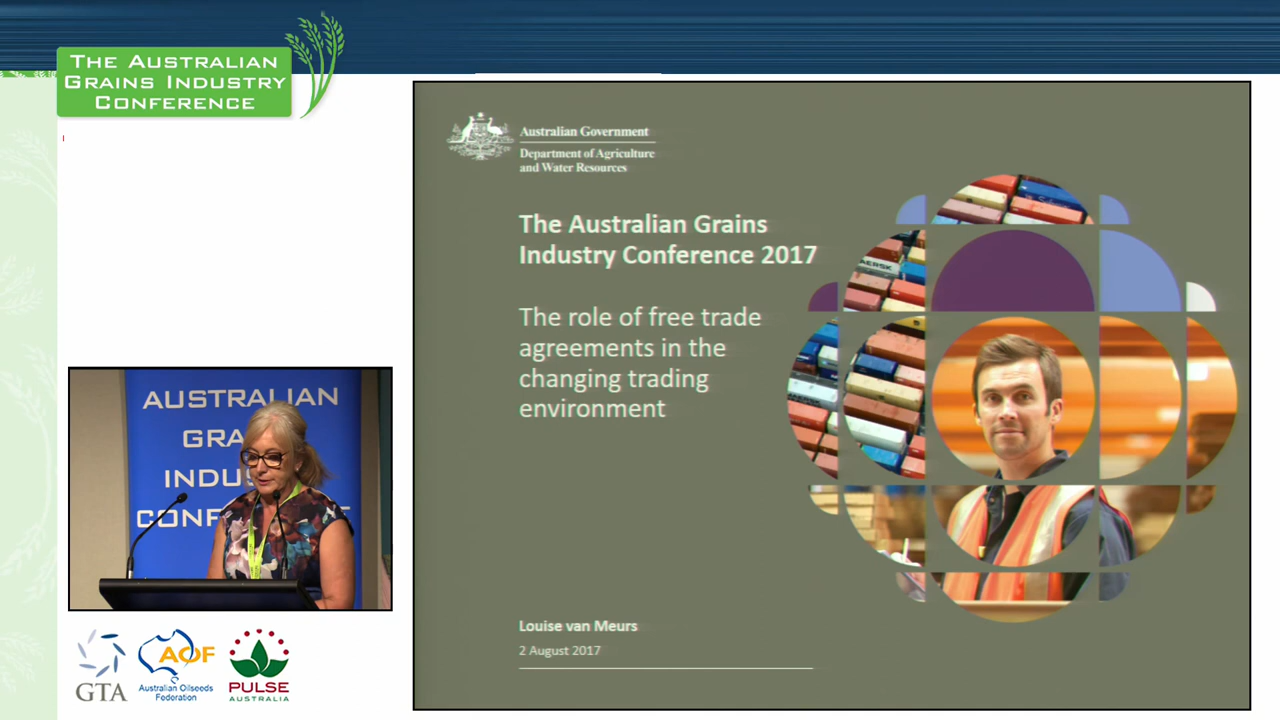 THE AUSTRALIAN
GRAINS INDUSTRY
CONFERENCE
Australian Government
Department of Agriculture
and Water Resources
The Australian Grains
Industry Conference 2017
The role of free trade
agreements in the
changing trading
environment
Louise van Meurs
2 August 2017
MAERSK
AUSTRALIAN
GRA
INDUS
CONF
GTA
AOF
Australian Oilseeds
Federation
PULSE
AUSTRALIA